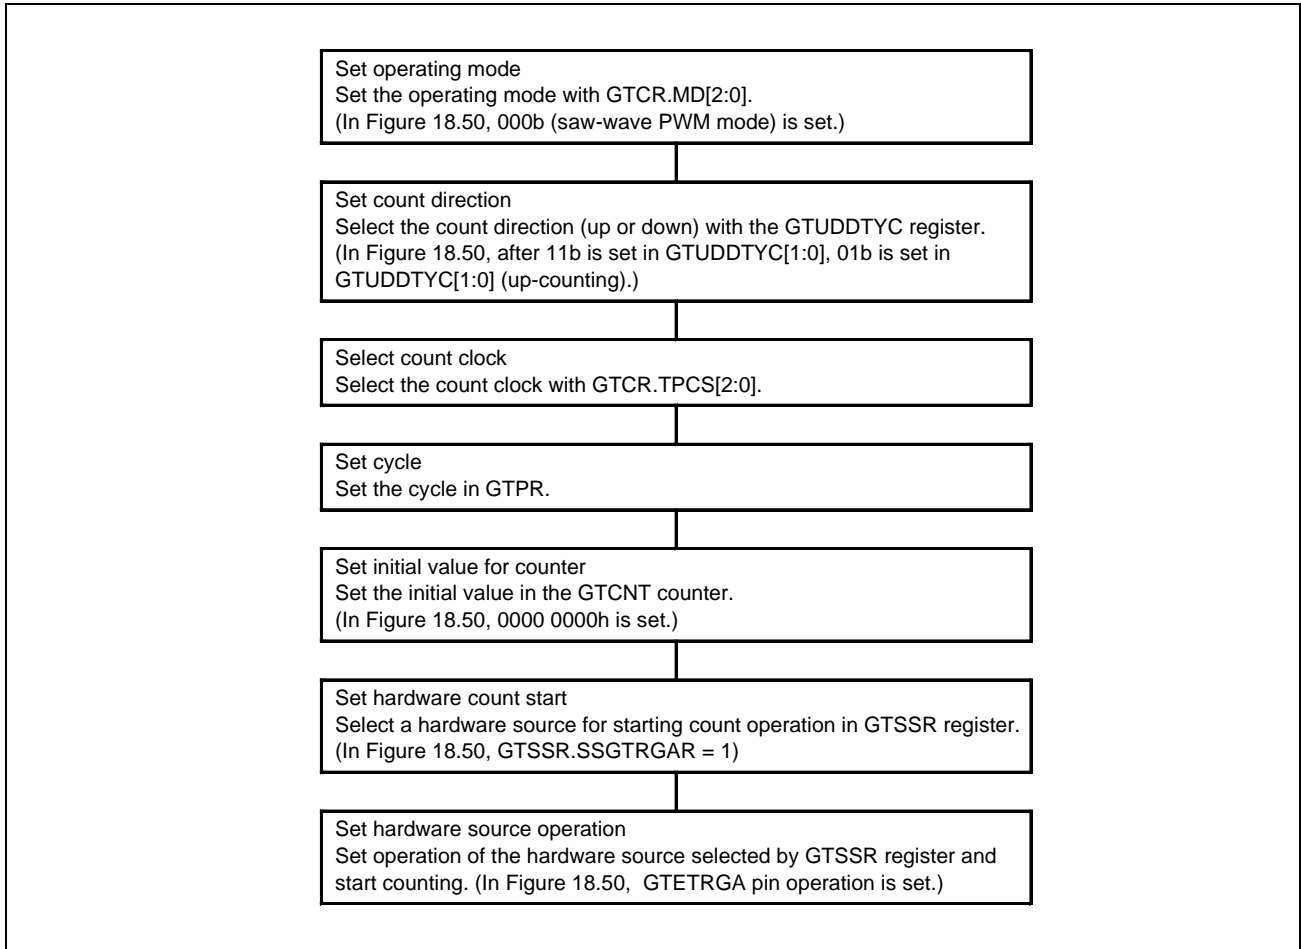 Set operating mode
Set the operating mode with GTCR.MD[2:0].
(In Figure 18.50, 000b (saw-wave PWM mode) is set.)
Set count direction
Select the count direction (up or down) with the GTUDDTYC register.
(In Figure 18.50, after 11b is set in GTUDDTYC[1:0], 01b is set in
GTUDDTYC[1:0] (up-counting).)
Select count clock
Select the count clock with GTCR.TPCS[2:0].
Set cycle
Set the cycle in GTPR.
Set initial value for counter
Set the initial value in the GTCNT counter.
(In Figure 18.50, 0000 0000h is set.)
Set hardware count start
Select a hardware source for starting count operation in GTSSR register.
(In Figure 18.50, GTSSR.SSGTRGAR = 1)
Set hardware source operation
Set operation of the hardware source selected by GTSSR register and
start counting. (In Figure 18.50,  GTETRGA pin operation is set.)